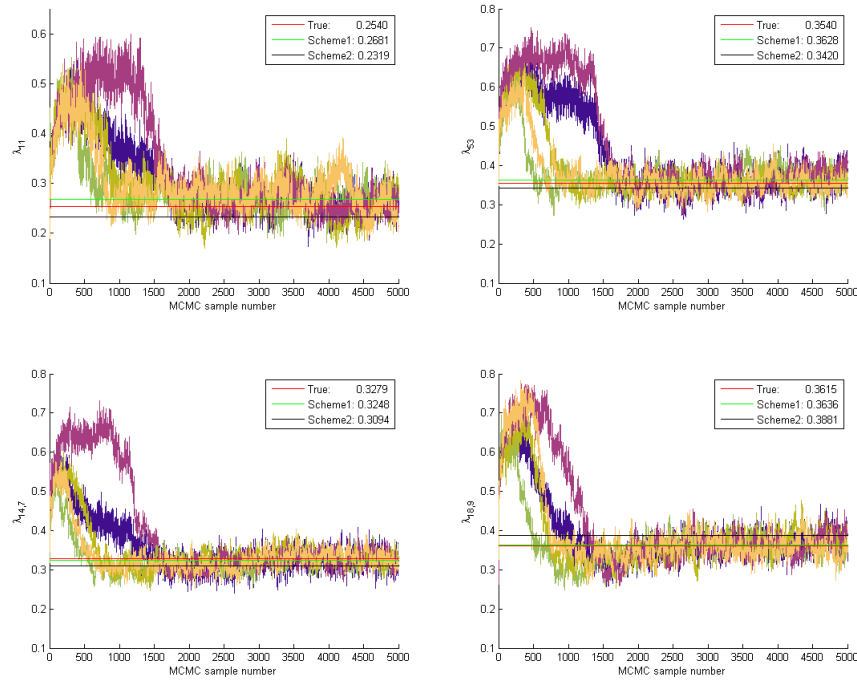 0.6
0.5
0.4
0.3
0.2
0.1
λ11
0 500 1000 1500 2000 2500 3000 3500 4000 4500 5000
MCMC sample number
True: 0.2540
Scheme1: 0.2681
Scheme2: 0.2319
0.8
0.7
0.6
0.5
0.4
0.3
0.2
0.1
λ53
0 500 1000 1500 2000 2500 3000 3500 4000 4500 5000
MCMC sample number
True: 0.3540
Scheme1: 0.3628
Scheme2: 0.3420
0.8
0.7
0.6
0.5
0.4
0.3
0.2
0.1
λ14,7
0 500 1000 1500 2000 2500 3000 3500 4000 4500 5000
MCMC sample number
True: 0.3279
Scheme1: 0.3248
Scheme2: 0.3094
0.8
0.7
0.6
0.5
0.4
0.3
0.2
0.1
λ18,9
0 500 1000 1500 2000 2500 3000 3500 4000 4500 5000
MCMC sample number
True: 0.3615
Scheme1: 0.3636
Scheme2: 0.3881